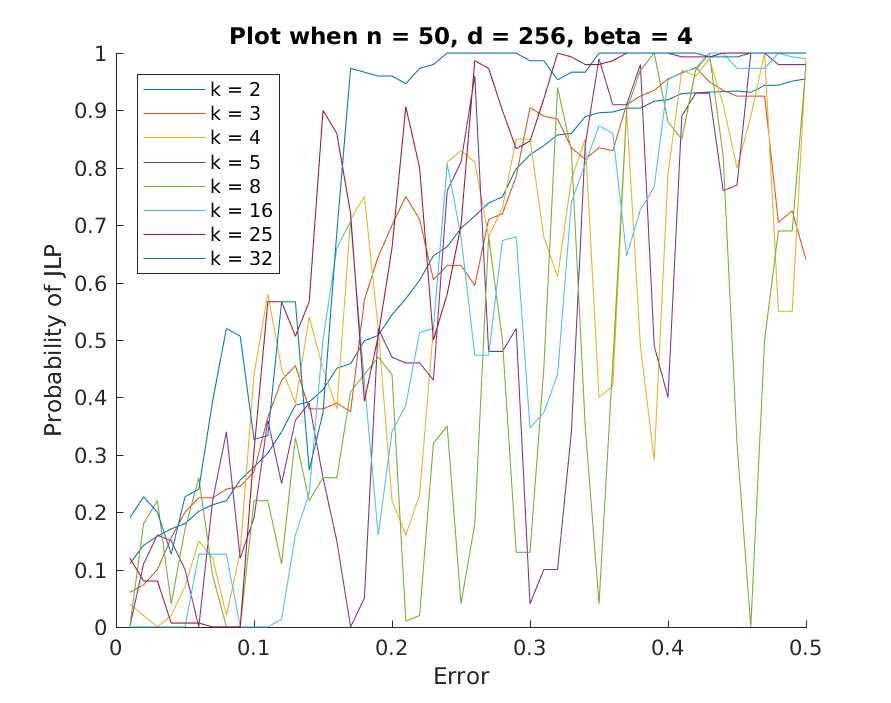 Plot when n = 50, d = 256, beta = 4
1
0.9
0.8
0.7
0.6
0.5
0.4
0.3
0.2
0.1
0
Probability of JLP
k = 2
k = 3
k = 4
k = 5
k = 8
k = 16
k = 25
k = 32
0 0.1 0.2 0.3 0.4 0.5
Error